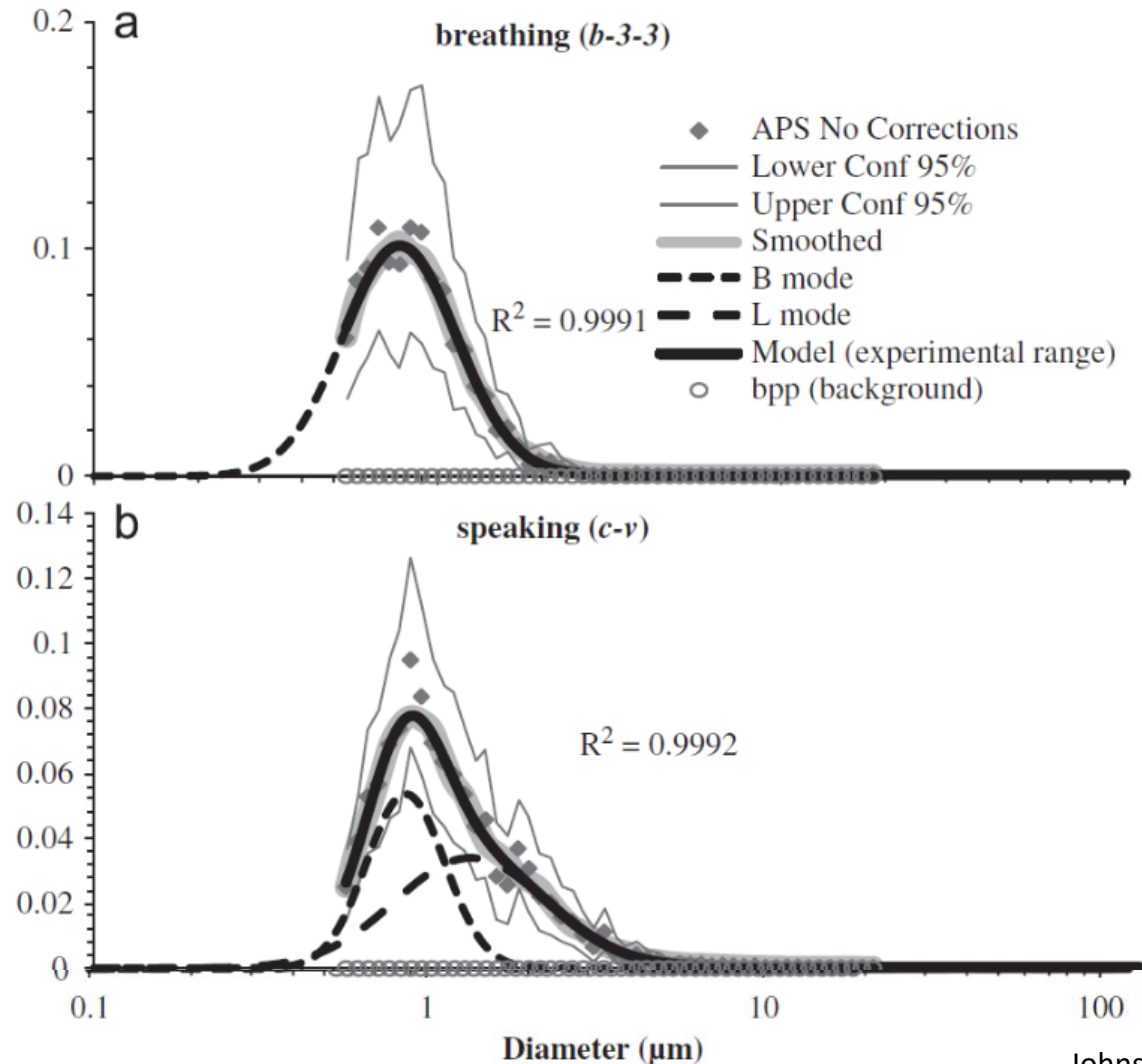 0.2
a
breathing (b-3-3)
APS No Corrections
Lower Conf 95%
Upper Conf 95%
Smoothed
B mode
L mode
Model (experimental range)
bpp (background)
0.1
R² = 0.9991
0
0.14
b
speaking (c-v)
0.12
0.1
0.08
R² = 0.9992
0.06
0.04
0.02
0
0.1 1 10 100
Diameter (µm)